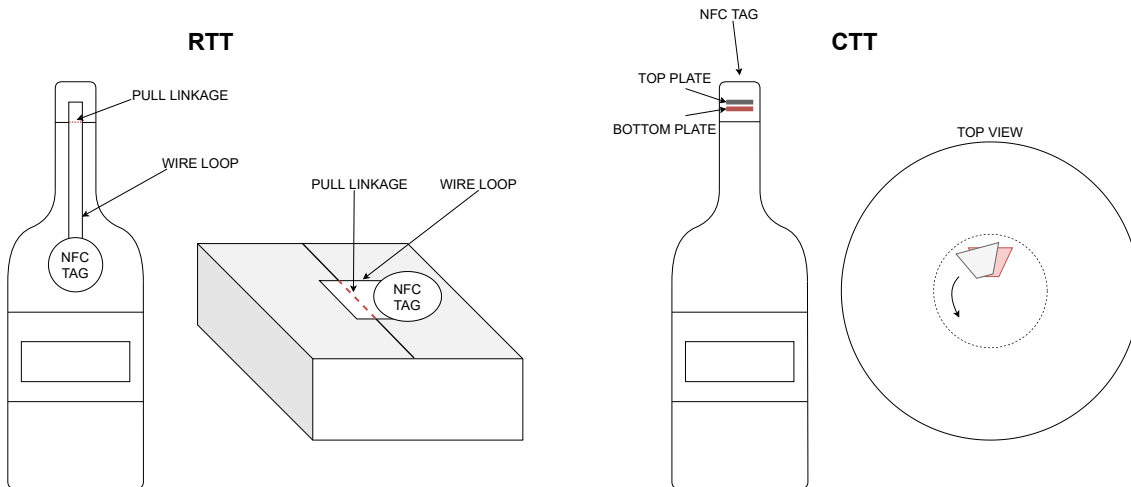 RTT
PULL LINKAGE
WIRE LOOP
NFC
TAG
PULL LINKAGE
WIRE LOOP
NFC
TAG
CTT
NFC TAG
TOP PLATE
BOTTOM PLATE
TOP VIEW